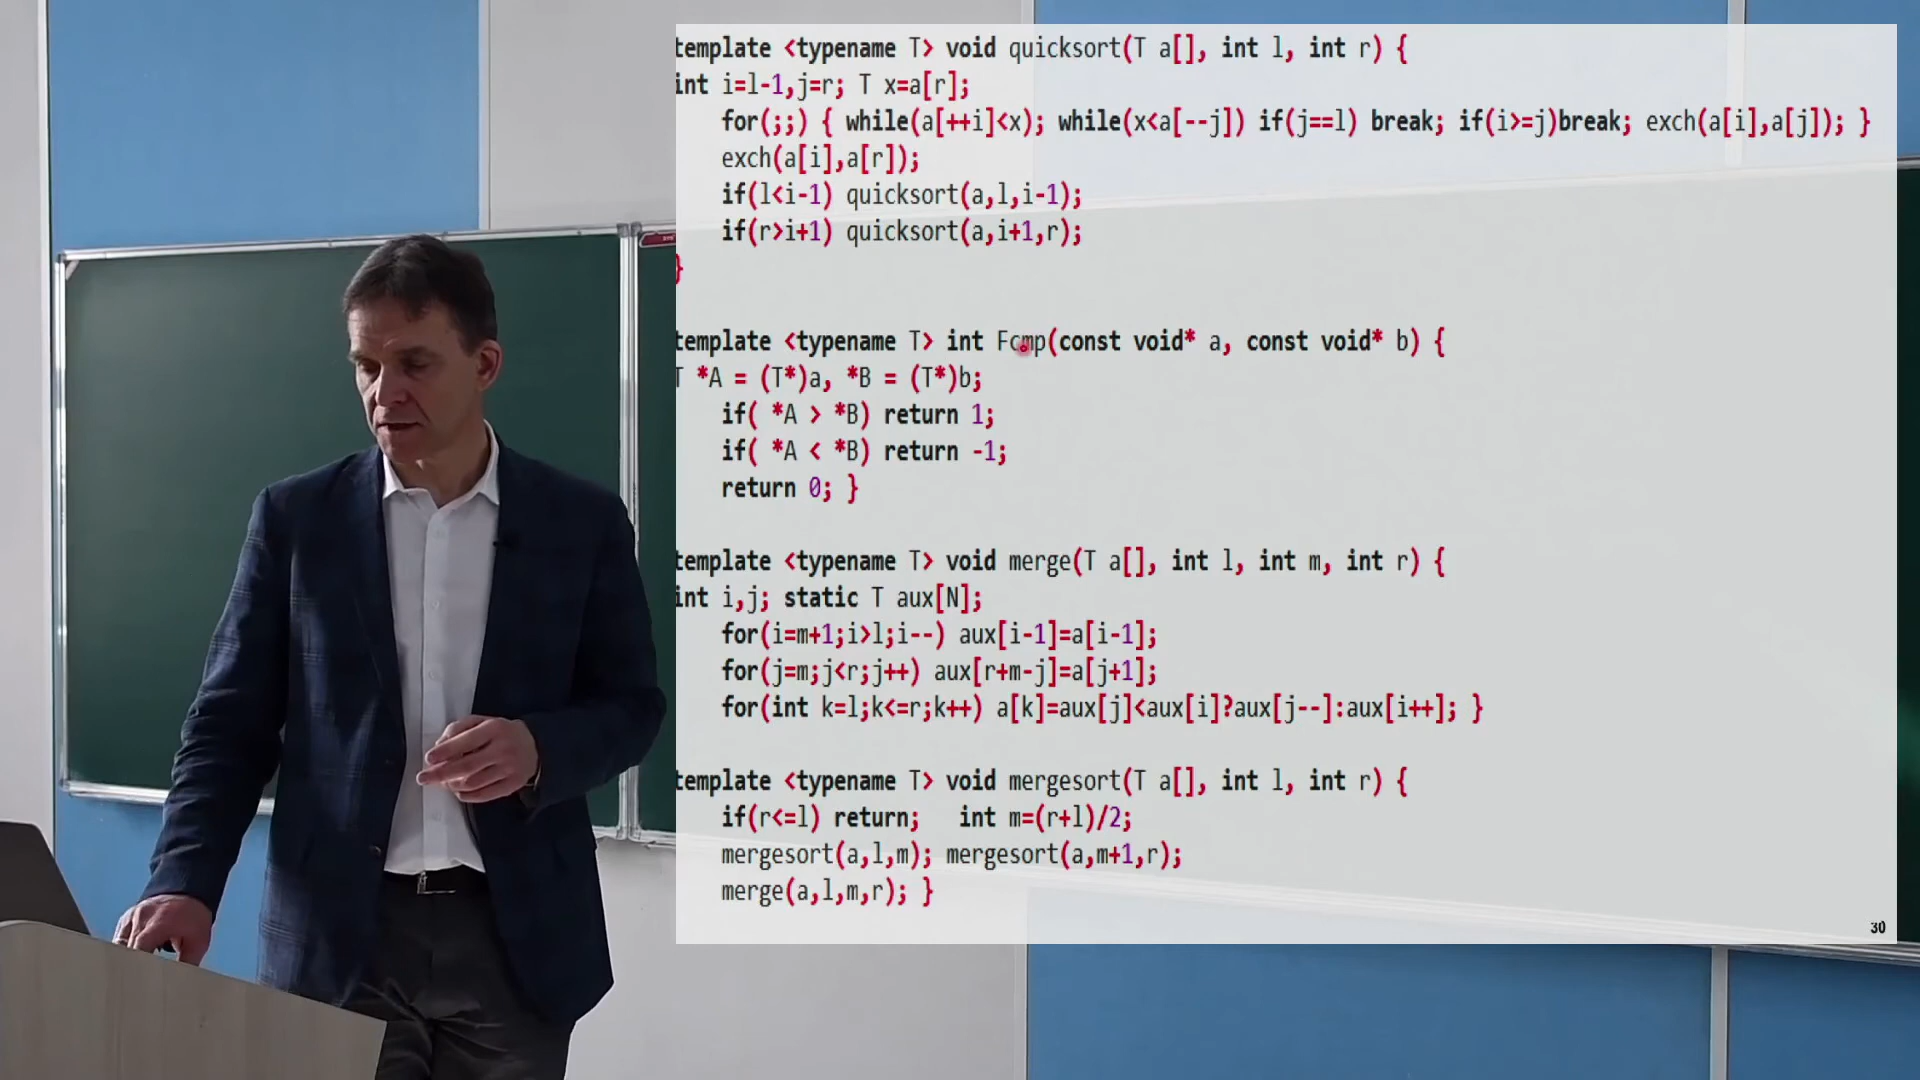 template <typename T> void quicksort(T a[], int l, int r) {
int i=l-1,j=r; T x=a[r];
for(;;) { while(a[++i]<x); while(x<a[--j]) if(j==l) break; if(i>=j)break; exch(a[i],a[j]); }
exch(a[i],a[r]);
if(l<i-1) quicksort(a,l,i-1);
if(r>i+1) quicksort(a,i+1,r);
}
template <typename T> int Fcmp(const void* a, const void* b) {
T *A = (T*)a, *B = (T*)b;
if( *A > *B) return 1;
if( *A < *B) return -1;
return 0; }
template <typename T> void merge(T a[], int l, int m, int r) {
int i,j; static T aux[N];
for(i=m+1;i>l;i--) aux[i-1]=a[i-1];
for(j=m;j<r;j++) aux[r+m-j]=a[j+1];
for(int k=l;k<=r;k++) a[k]=aux[j]<aux[i]?aux[j--]:aux[i++]; }
template <typename T> void mergesort(T a[], int l, int r) {
if(r<=l) return; int m=(r+l)/2;
mergesort(a,l,m); mergesort(a,m+1,r);
merge(a,l,m,r); }
30